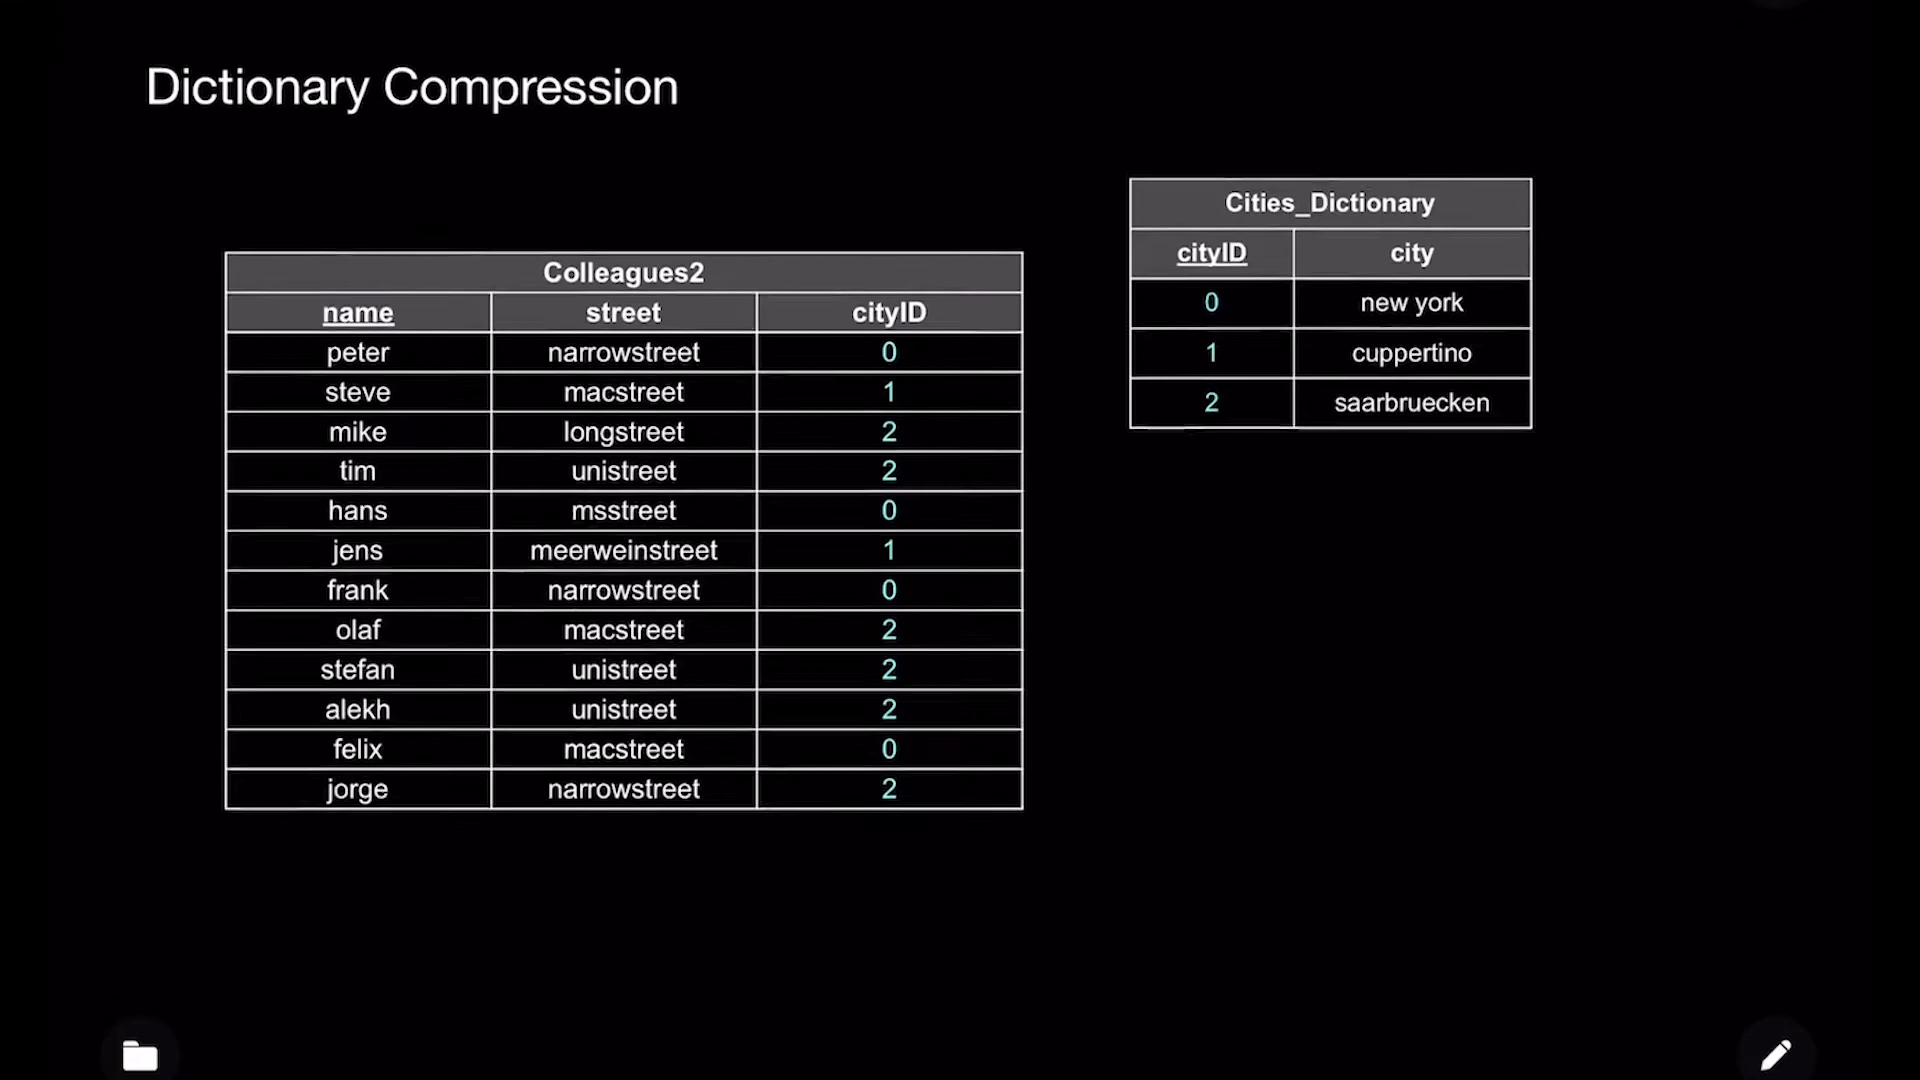 Dictionary Compression
Colleagues2
name street cityID
peter narrowstreet 0
steve macstreet 1
mike longstreet 2
tim unistreet 2
hans msstreet 0
jens meerweinstreet 1
frank narrowstreet 0
olaf macstreet 2
stefan unistreet 2
alekh unistreet 2
felix macstreet 0
jorge narrowstreet 2
Cities_Dictionary
cityID city
0 new york
1 cuppertino
2 saarbruecken